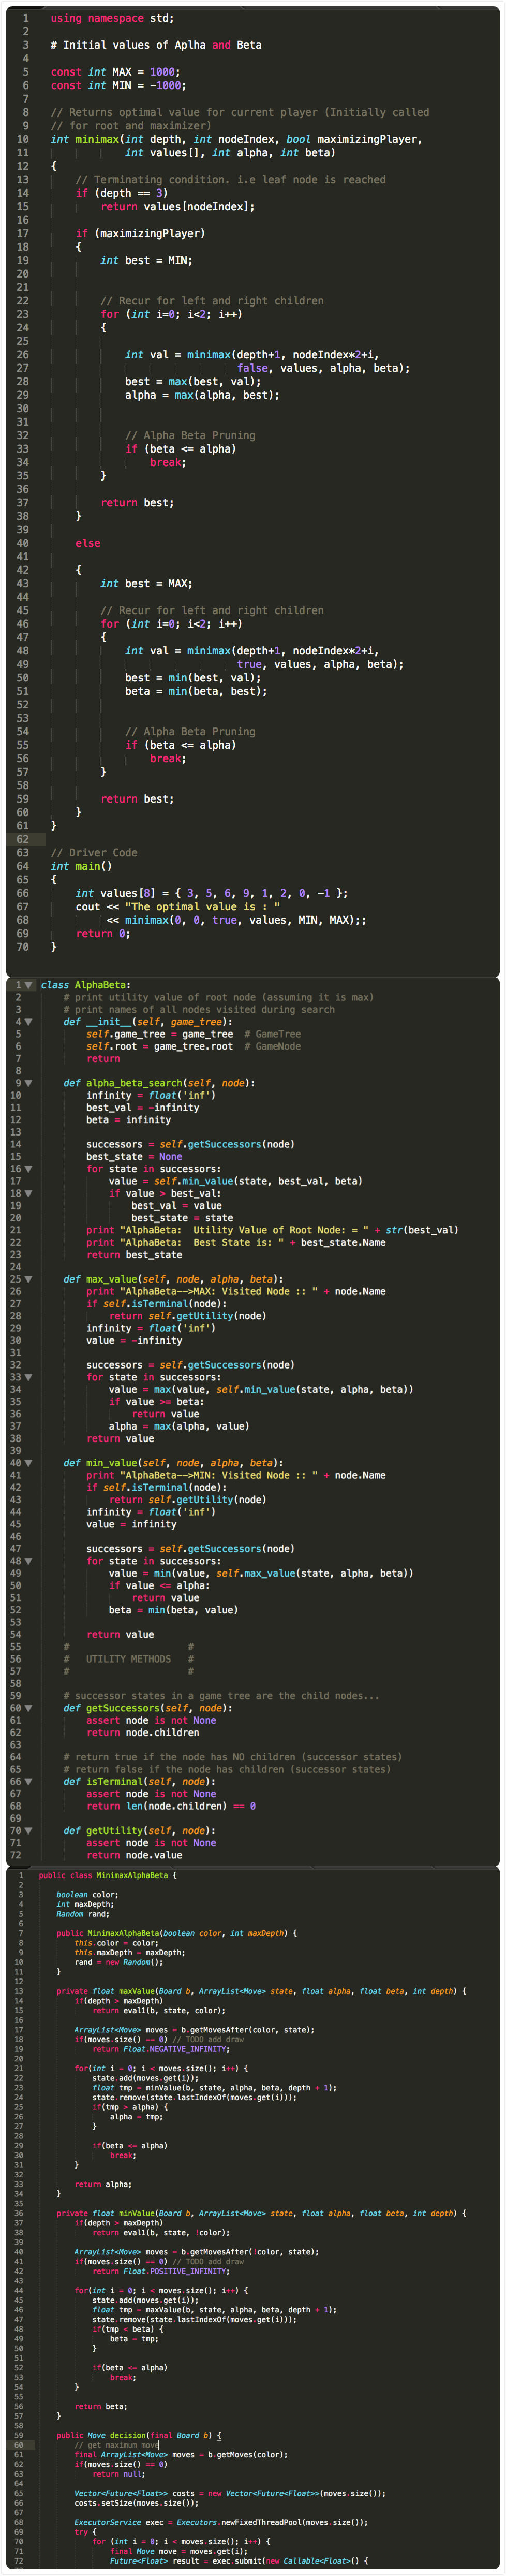 1 using namespace std;
2
3 # Initial values of Aplha and Beta
4
5 const int MAX = 1000;
6 const int MIN = -1000;
7
8 // Returns optimal value for current player (Initially called
9 // for root and maximizer)
10 int minimax(int depth, int nodeIndex, bool maximizingPlayer,
11 int values[], int alpha, int beta)
12 {
13 // Terminating condition. i.e leaf node is reached
14 if (depth == 3)
15 return values[nodeIndex];
16
17 if (maximizingPlayer)
18 {
19 int best = MIN;
20
21
22 // Recur for left and right children
23 for (int i=0; i<2; i++)
24 {
25
26 int val = minimax(depth+1, nodeIndex*2+i,
27 false, values, alpha, beta);
28 best = max(best, val);
29 alpha = max(alpha, best);
30
31
32 // Alpha Beta Pruning
33 if (beta <= alpha)
34 break;
35 }
36
37 return best;
38 }
39
40 else
41
42 {
43 int best = MAX;
44
45 // Recur for left and right children
46 for (int i=0; i<2; i++)
47 {
48 int val = minimax(depth+1, nodeIndex*2+i,
49 true, values, alpha, beta);
50 best = min(best, val);
51 beta = min(beta, best);
52
53
54 // Alpha Beta Pruning
55 if (beta <= alpha)
56 break;
57 }
58
59 return best;
60 }
61 }
62
63 // Driver Code
64 int main()
65 {
66 int values[8] = { 3, 5, 6, 9, 1, 2, 0, -1 };
67 cout << "The optimal value is : "
68 << minimax(0, 0, true, values, MIN, MAX);;
69 return 0;
70 }
1 class AlphaBeta:
2 # print utility value of root node (assuming it is max)
3 # print names of all nodes visited during search
4 def __init__(self, game_tree):
5 self.game_tree = game_tree # GameTree
6 self.root = game_tree.root # GameNode
7 return
8
9 def alpha_beta_search(self, node):
10 infinity = float('inf')
11 best_val = -infinity
12 beta = infinity
13
14 successors = self.getSuccessors(node)
15 best_state = None
16 for state in successors:
17 value = self.min_value(state, best_val, beta)
18 if value > best_val:
19 best_val = value
20 best_state = state
21 print "AlphaBeta: Utility Value of Root Node: = " + str(best_val)
22 print "AlphaBeta: Best State is: " + best_state.Name
23 return best_state
24
25 def max_value(self, node, alpha, beta):
26 print "AlphaBeta-->MAX: Visited Node :: " + node.Name
27 if self.isTerminal(node):
28 return self.getUtility(node)
29 infinity = float('inf')
30 value = -infinity
31
32 successors = self.getSuccessors(node)
33 for state in successors:
34 value = max(value, self.min_value(state, alpha, beta))
35 if value >= beta:
36 return value
37 alpha = max(alpha, value)
38 return value
39
40 def min_value(self, node, alpha, beta):
41 print "AlphaBeta-->MIN: Visited Node :: " + node.Name
42 if self.isTerminal(node):
43 return self.getUtility(node)
44 infinity = float('inf')
45 value = infinity
46
47 successors = self.getSuccessors(node)
48 for state in successors:
49 value = min(value, self.max_value(state, alpha, beta))
50 if value <= alpha:
51 return value
52 beta = min(beta, value)
53
54 return value
55 # #
56 # UTILITY METHODS #
57 # #
58
59 # successor states in a game tree are the child nodes...
60 def getSuccessors(self, node):
61 assert node is not None
62 return node.children
63
64 # return true if the node has NO children (successor states)
65 # return false if the node has children (successor states)
66 def isTerminal(self, node):
67 assert node is not None
68 return len(node.children) == 0
69
70 def getUtility(self, node):
71 assert node is not None
72 return node.value
1 public class MinimaxAlphaBeta {
2
3 boolean color;
4 int maxDepth;
5 Random rand;
6
7 public MinimaxAlphaBeta(boolean color, int maxDepth) {
8 this.color = color;
9 this.maxDepth = maxDepth;
10 rand = new Random();
11 }
12
13 private float maxValue(Board b, ArrayList<Move> state, float alpha, float beta, int depth) {
14 if(depth > maxDepth)
15 return eval1(b, state, color);
16
17 ArrayList<Move> moves = b.getMovesAfter(color, state);
18 if(moves.size() == 0) // TODO add draw
19 return Float.NEGATIVE_INFINITY;
20
21 for(int i = 0; i < moves.size(); i++) {
22 state.add(moves.get(i));
23 float tmp = minValue(b, state, alpha, beta, depth + 1);
24 state.remove(state.lastIndexOf(moves.get(i)));
25 if(tmp > alpha) {
26 alpha = tmp;
27 }
28
29 if(beta <= alpha)
30 break;
31 }
32
33 return alpha;
34 }
35
36 private float minValue(Board b, ArrayList<Move> state, float alpha, float beta, int depth) {
37 if(depth > maxDepth)
38 return eval1(b, state, !color);
39
40 ArrayList<Move> moves = b.getMovesAfter(!color, state);
41 if(moves.size() == 0) // TODO add draw
42 return Float.POSITIVE_INFINITY;
43
44 for(int i = 0; i < moves.size(); i++) {
45 state.add(moves.get(i));
46 float tmp = maxValue(b, state, alpha, beta, depth + 1);
47 state.remove(state.lastIndexOf(moves.get(i)));
48 if(tmp < beta) {
49 beta = tmp;
50 }
51
52 if(beta <= alpha)
53 break;
54 }
55
56 return beta;
57 }
58
59 public Move decision(final Board b) {
60 // get maximum move
61 final ArrayList<Move> moves = b.getMoves(color);
62 if(moves.size() == 0)
63 return null;
64
65 Vector<Future<Float>> costs = new Vector<Future<Float>>(moves.size());
66 costs.setSize(moves.size());
67
68 ExecutorService exec = Executors.newFixedThreadPool(moves.size());
69 try {
70 for (int i = 0; i < moves.size(); i++) {
71 final Move move = moves.get(i);
72 Future<Float> result = exec.submit(new Callable<Float>() {